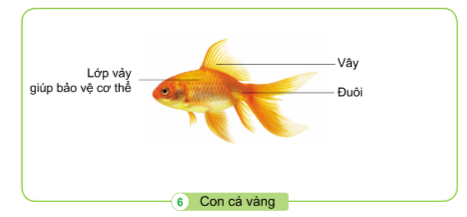 Lớp vảy
giúp bảo vệ cơ thể
Vây
Đuôi
6 Con cá vàng